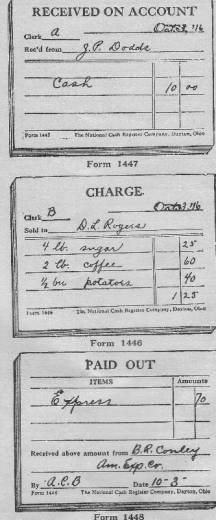 RECEIVED ON ACCOUNT
Clerk A Oct 3, '16
Rec'd from J. P. Dodds
Cash 10 00
Form 1447 The National Cash Register Company, Dayton, Ohio
Form 1447
CHARGE
Clerk B Oct 3 '16
Sold to D. L. Rogers
4 lb. sugar 25
2 lb. coffee 60
½ bu potatoes 40
1 25
Form 1446 The National Cash Register Company, Dayton, Ohio
Form 1446
PAID OUT
ITEMS Amounts
Express 70
Received above amount from B. R. Conley
Am. Exp. Co.
By A. C. B Date 10-3-
Form 1448 The National Cash Register Company, Dayton, Ohio
Form 1448